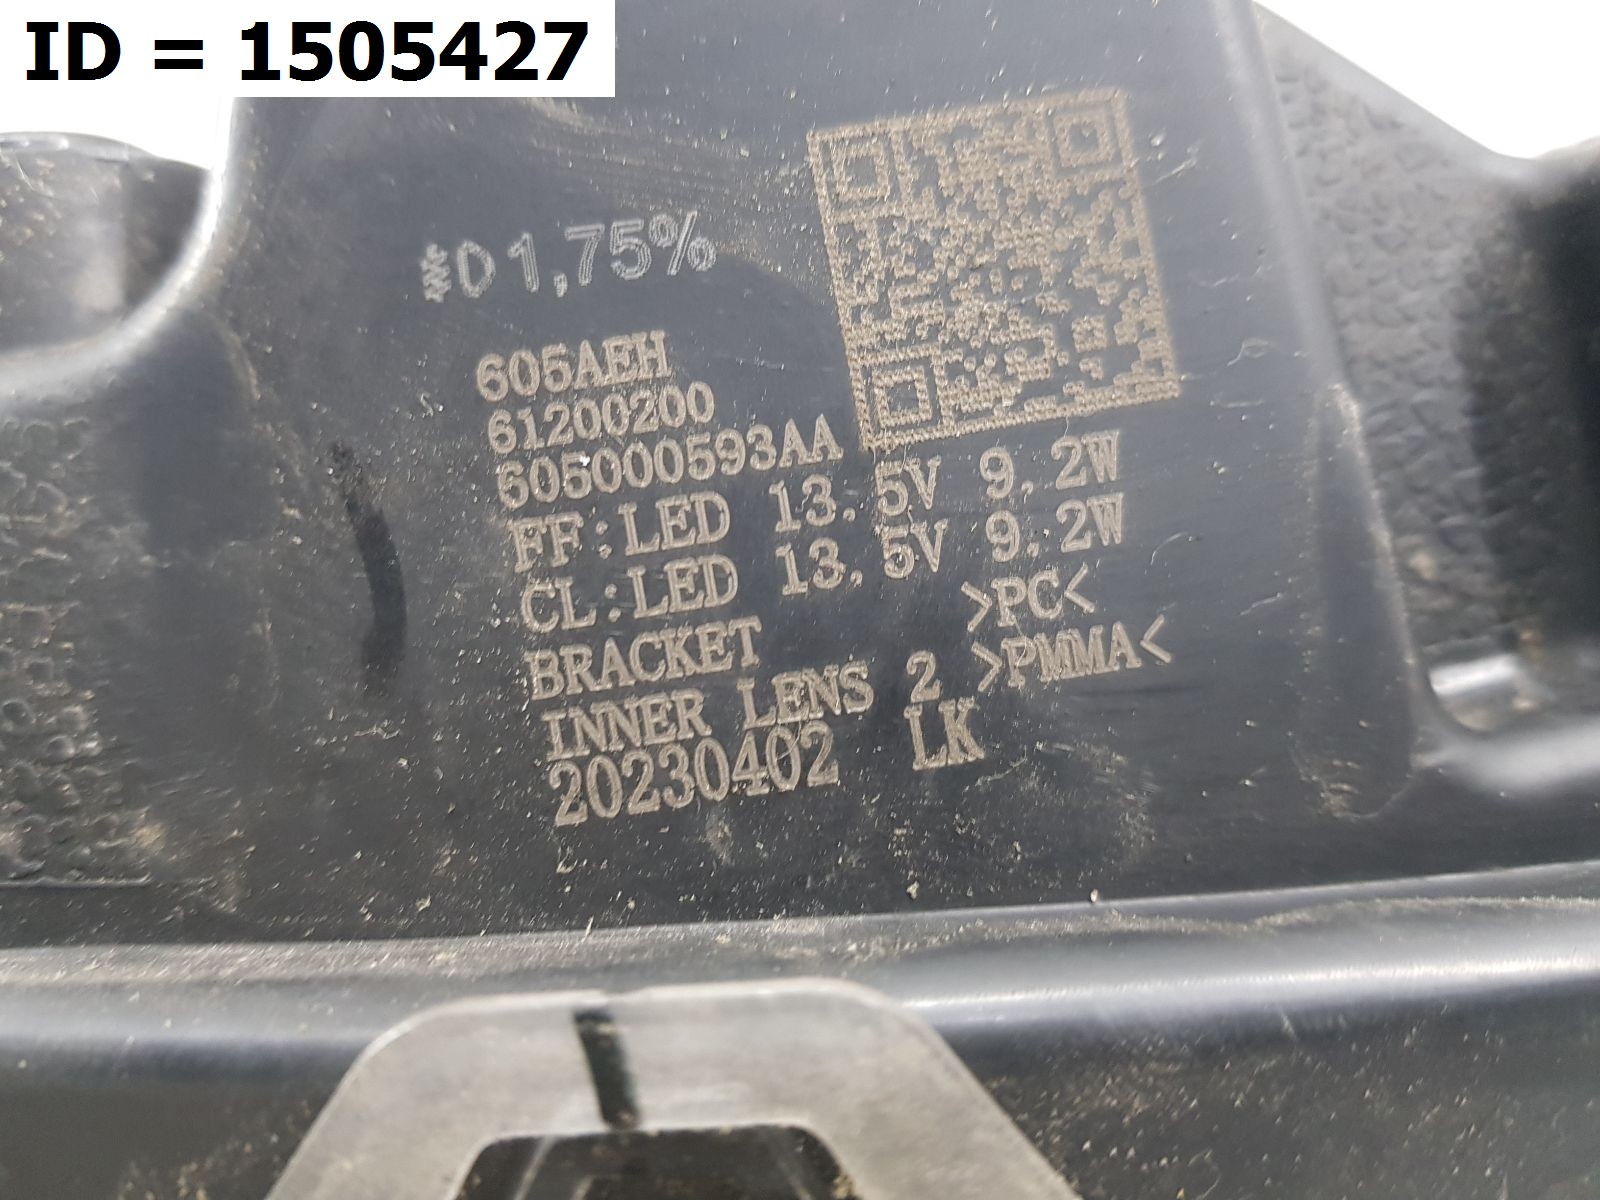 ID = 1505427
*D 1,75%
605AEH
61200200
605000593AA
FF:LED 13.5V 9.2W
CL:LED 13.5V 9.2W
BRACKET >PC<
INNER LENS 2 >PMMA<
20230402 LK